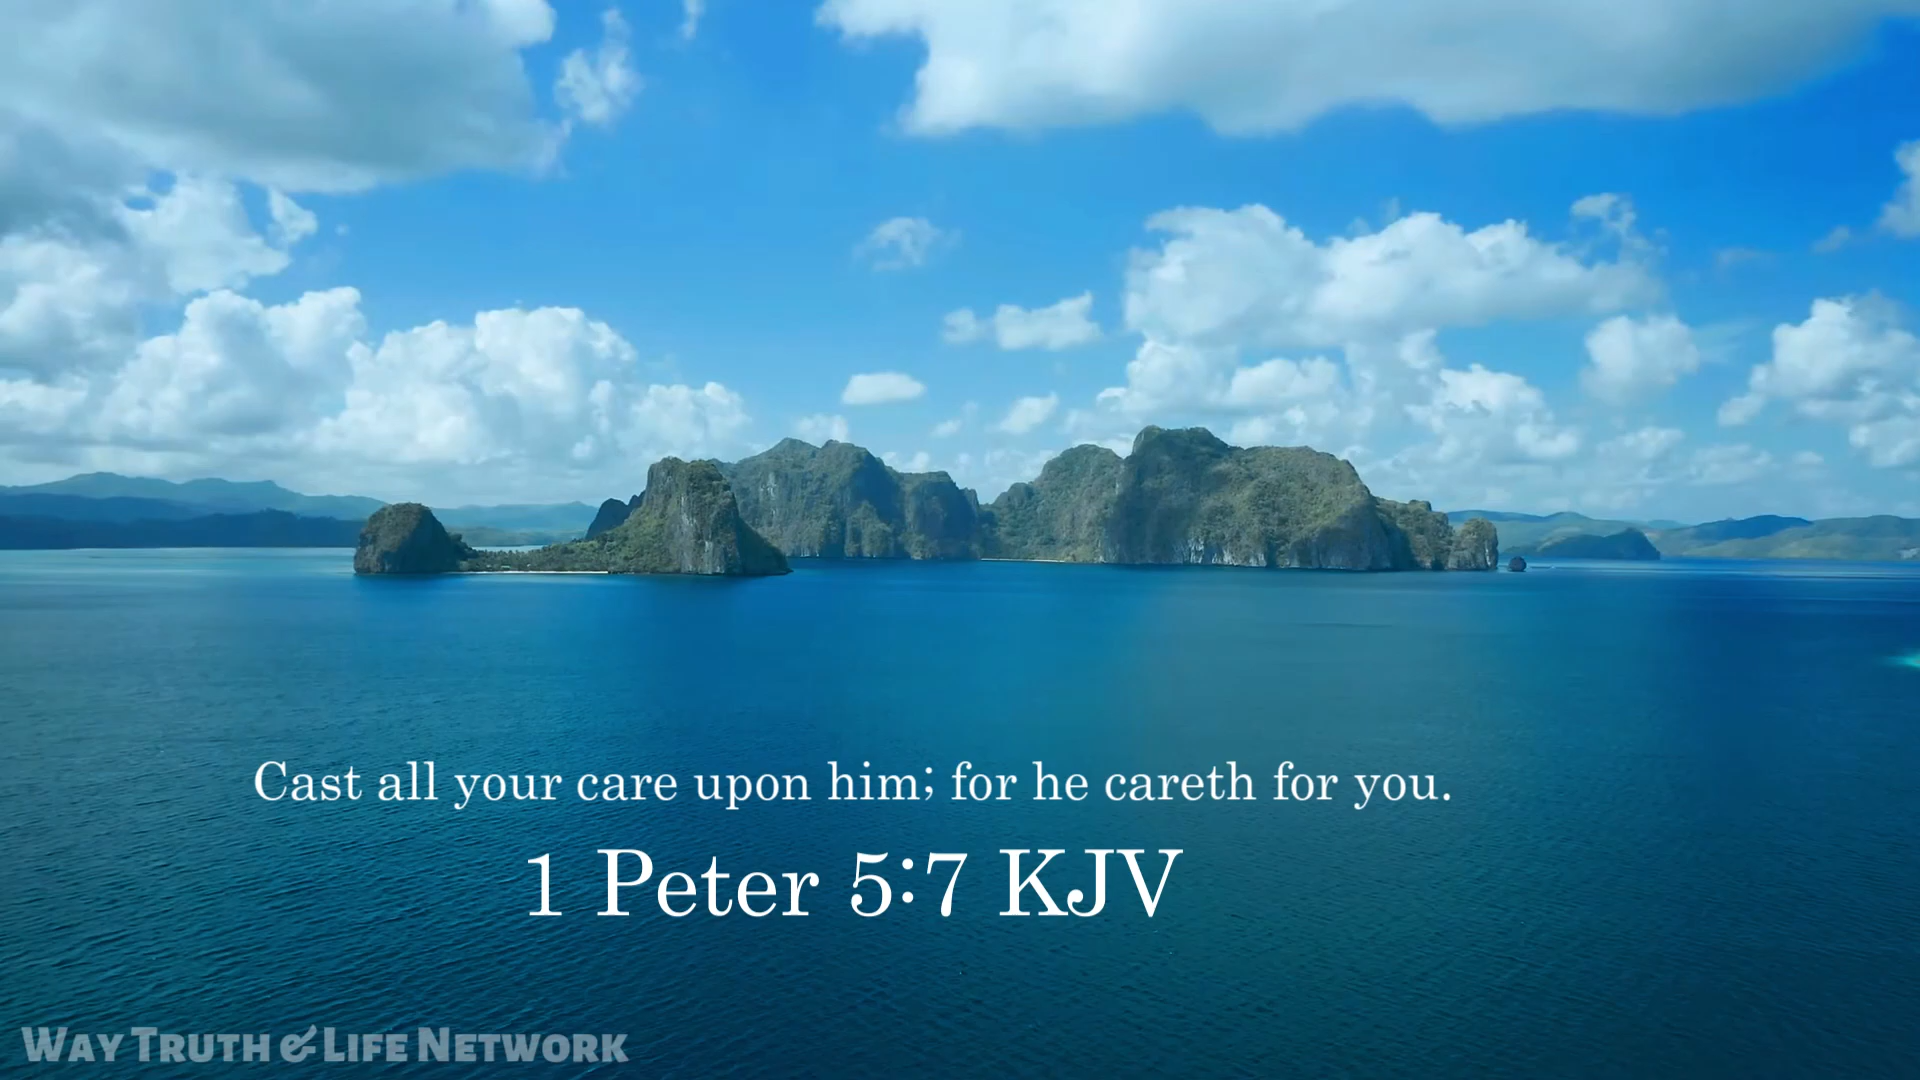 Cast all your care upon him; for he careth for you.
1 Peter 5:7 KJV
Way Truth & Life Network